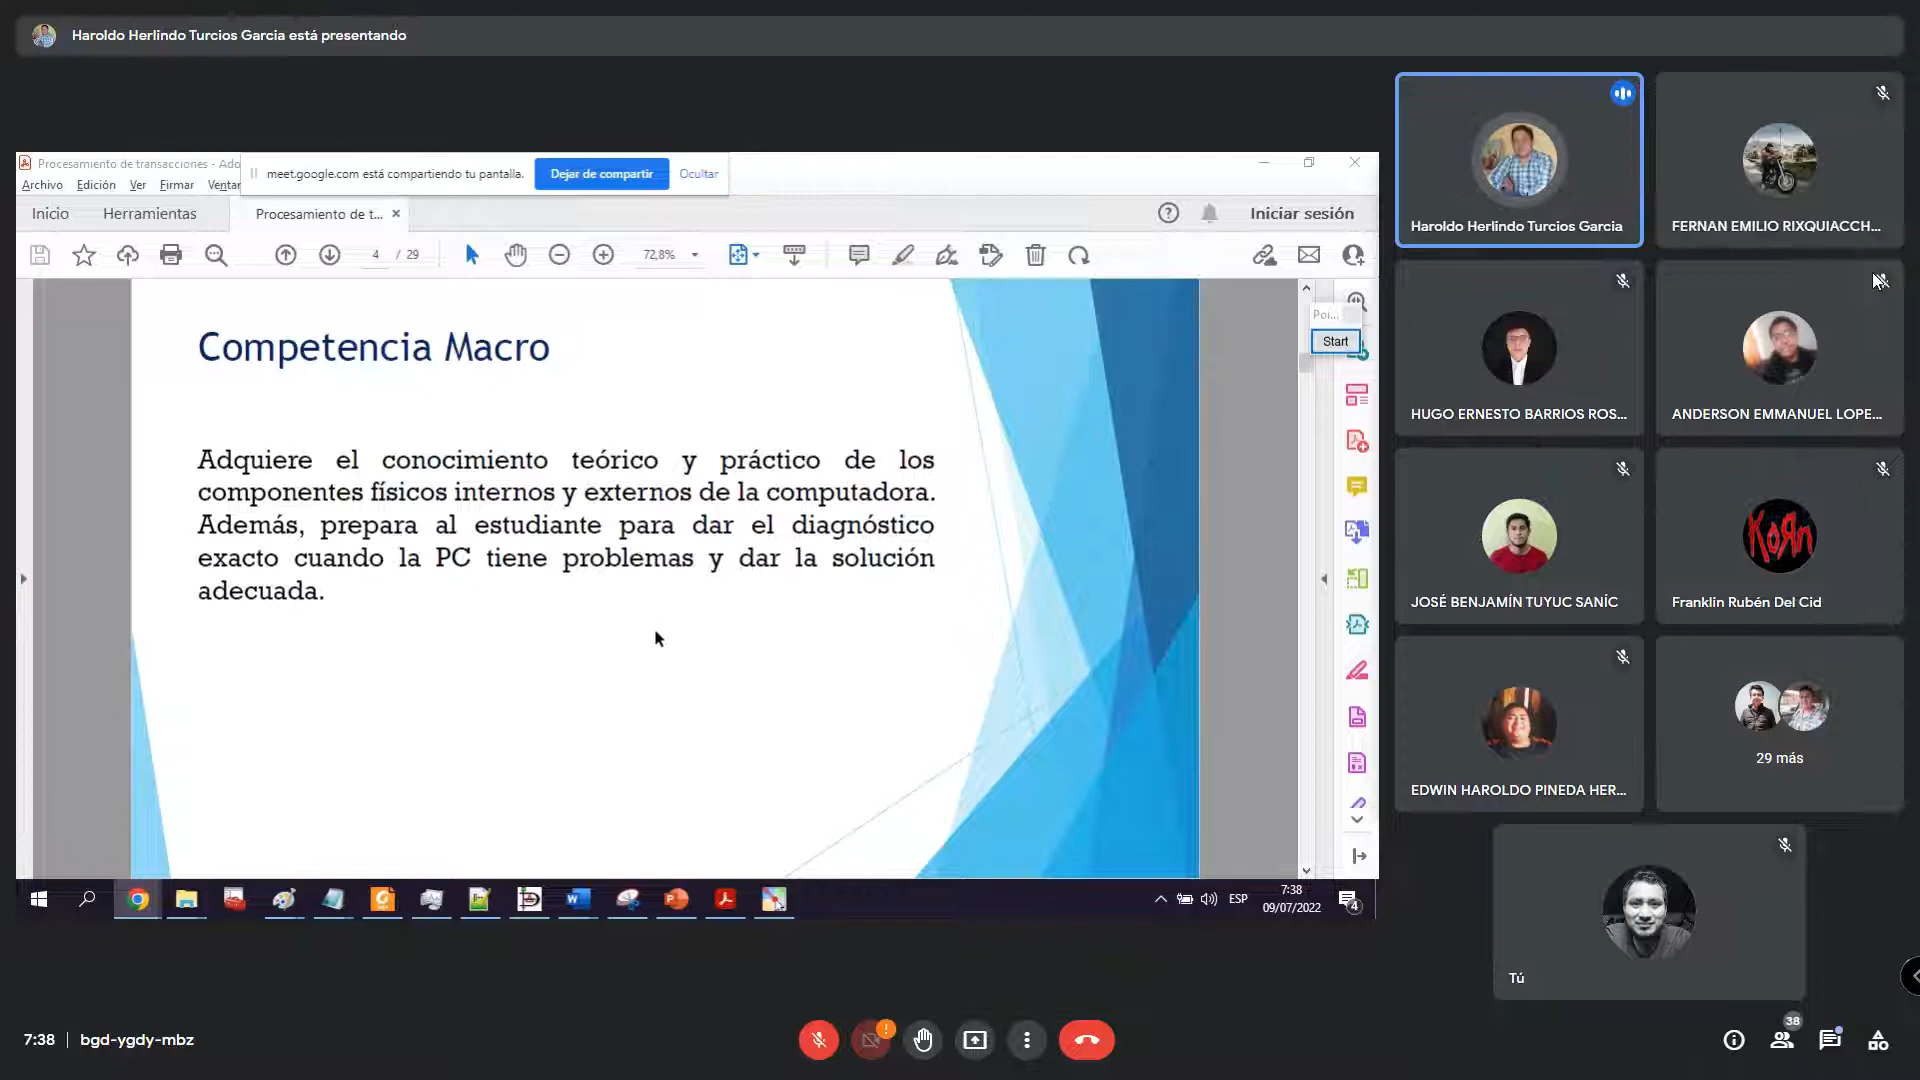 Haroldo Herlindo Turcios Garcia está presentando
Procesamiento de transacciones - Ado
meet.google.com está compartiendo tu pantalla.
Dejar de compartir
Ocultar
Archivo Edición Ver Firmar Ventar
Inicio
Herramientas
Procesamiento de t...
Iniciar sesión
4 / 29
72,8%
Competencia Macro
Adquiere el conocimiento teórico y práctico de los
componentes físicos internos y externos de la computadora.
Además, prepara al estudiante para dar el diagnóstico
exacto cuando la PC tiene problemas y dar la solución
adecuada.
Poi...
Start
ESP
7:38
09/07/2022
4
Haroldo Herlindo Turcios Garcia
FERNAN EMILIO RIXQUIACCH...
HUGO ERNESTO BARRIOS ROS...
ANDERSON EMMANUEL LOPE...
JOSÉ BENJAMÍN TUYUC SANÍC
KoRn
Franklin Rubén Del Cid
EDWIN HAROLDO PINEDA HER...
29 más
Tú
7:38 | bgd-ygdy-mbz
38